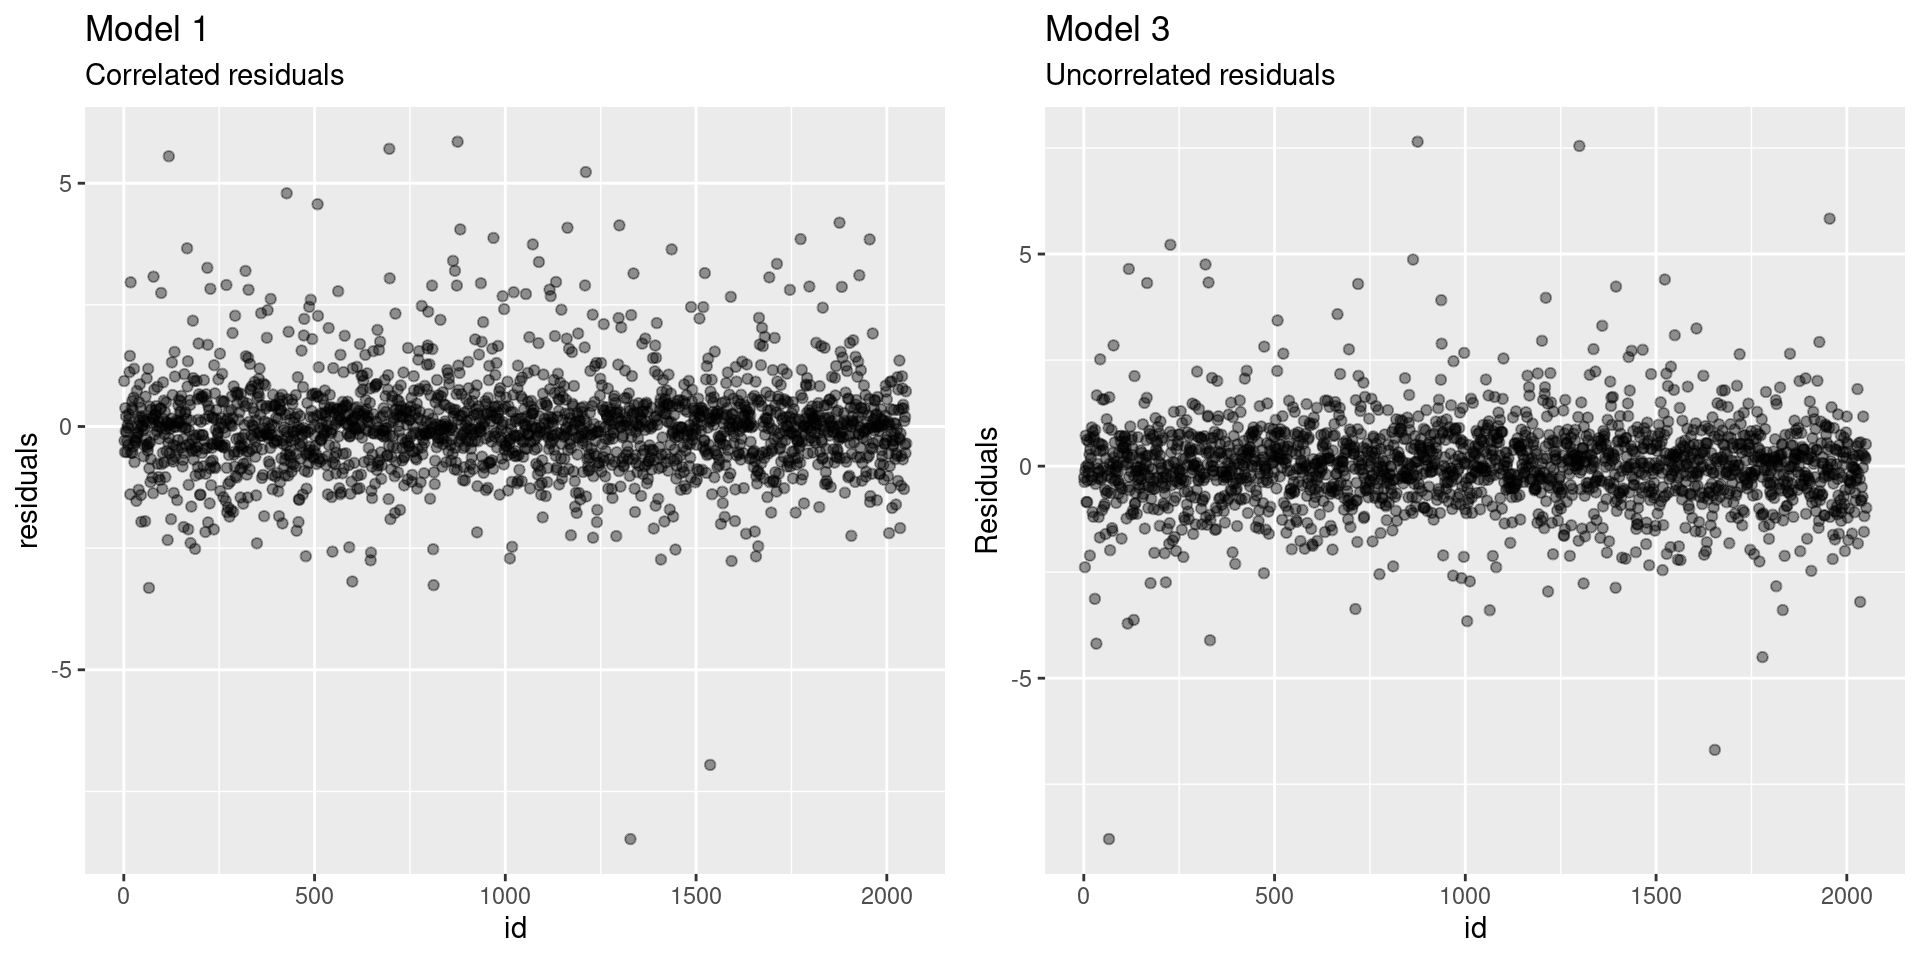 Model 1
Correlated residuals
5
0
-5
residuals
0 500 1000 1500 2000
id
Model 3
Uncorrelated residuals
5
0
-5
Residuals
0 500 1000 1500 2000
id